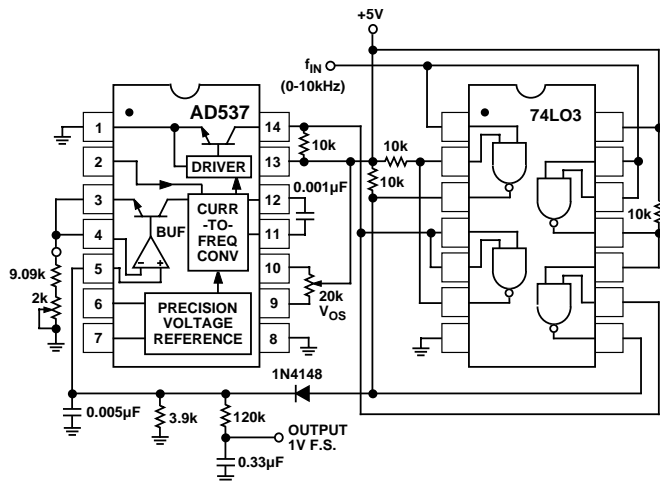 +5V
fIN
(0-10kHz)
AD537
74LO3
1
2
3
4
5
6
7
14
13
12
11
10
9
8
DRIVER
CURR
-TO-
FREQ
CONV
BUF
– +
PRECISION
VOLTAGE
REFERENCE
10k
10k
10k
10k
0.001µF
20k
VOS
9.09k
2k
1N4148
0.005µF
3.9k
120k
OUTPUT
1V F.S.
0.33µF